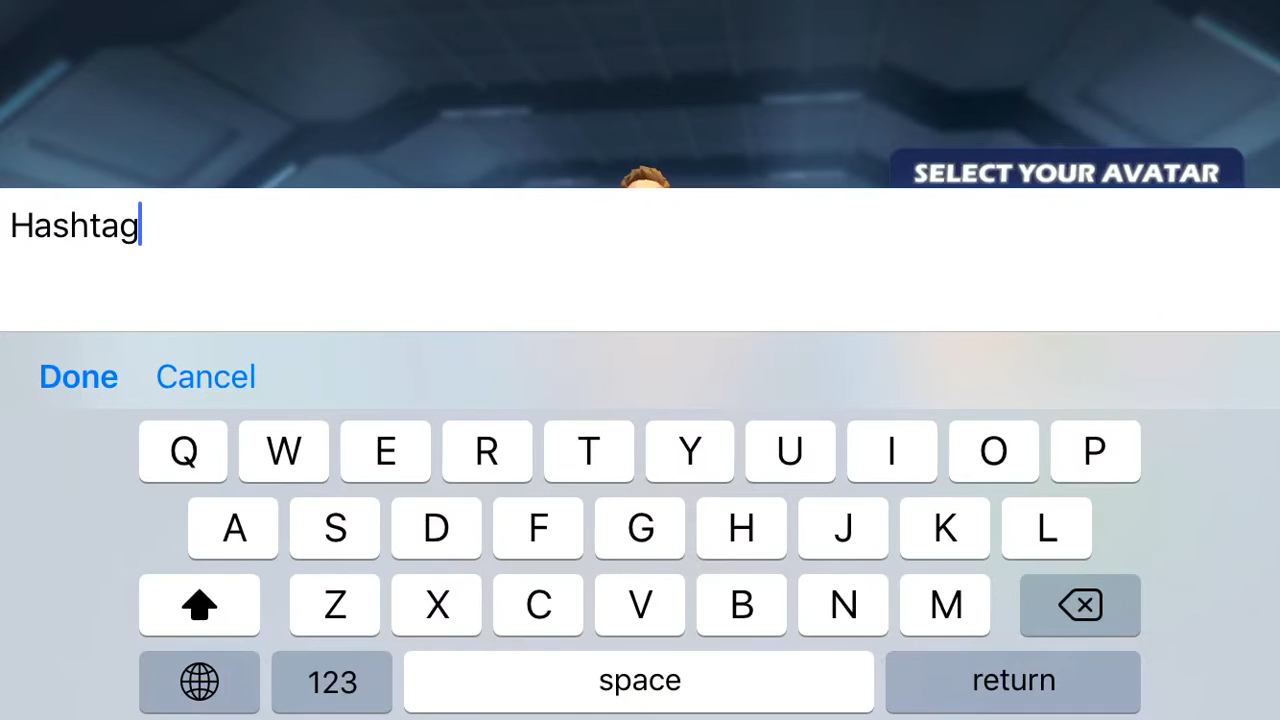 SELECT YOUR AVATAR
Hashtag
Done Cancel
Q W E R T Y U I O P
A S D F G H J K L
Z X C V B N M
123 space return